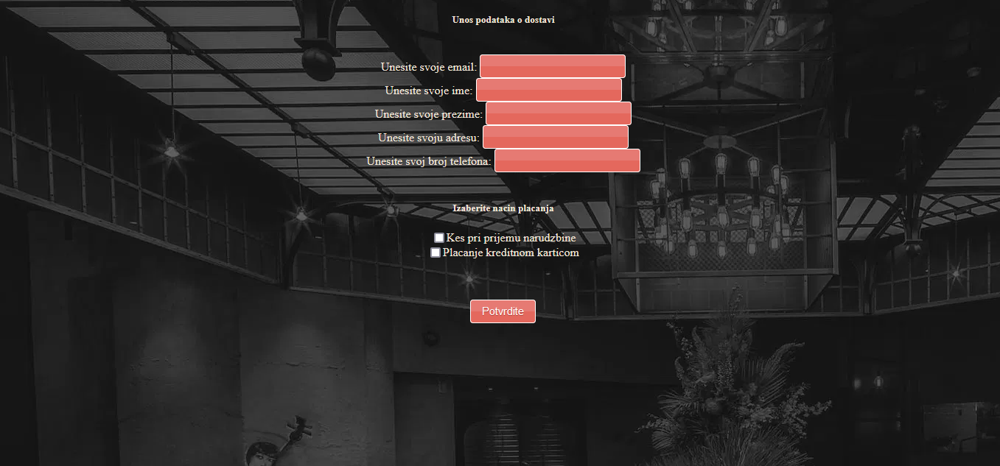 Unos podataka o dostavi
Unesite svoje email:
Unesite svoje ime:
Unesite svoje prezime:
Unesite svoju adresu:
Unesite svoj broj telefona:
Izaberite nacin placanja
Kes pri prijemu narudzbine
Placanje kreditnom karticom
Potvrdite